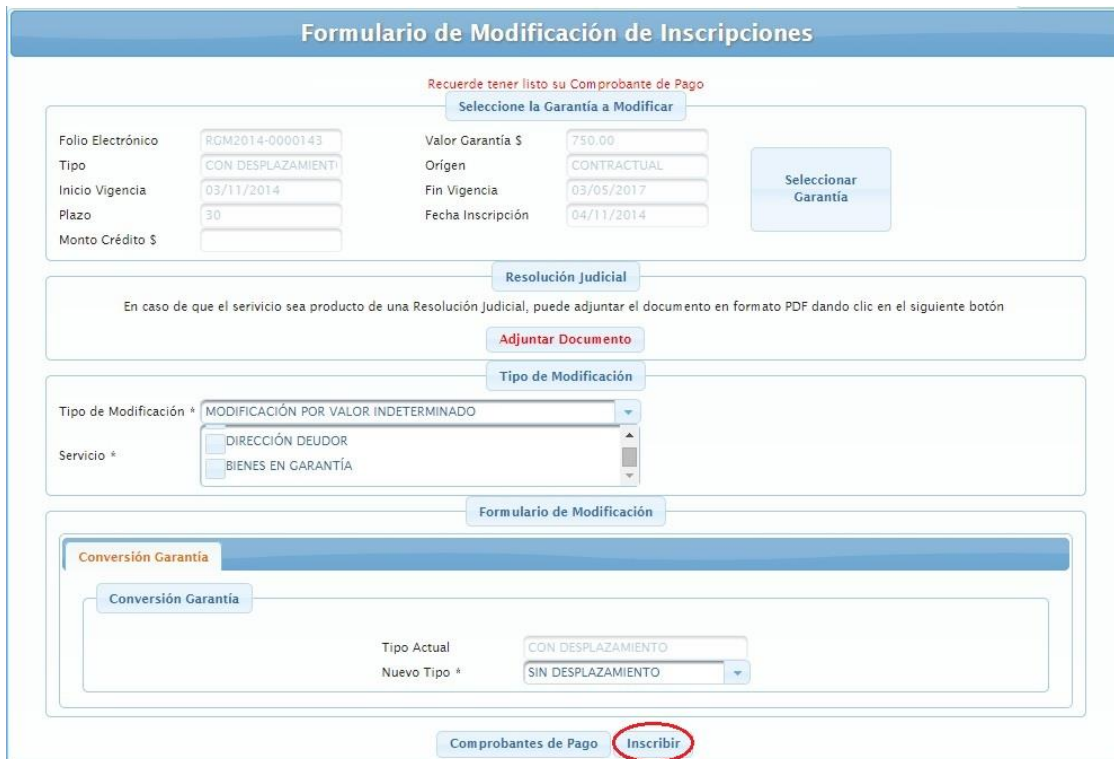 Formulario de Modificación de Inscripciones
Recuerde tener listo su Comprobante de Pago
Seleccione la Garantía a Modificar
Folio Electrónico RGM2014-0000143 Valor Garantía $ 750.00
Tipo CON DESPLAZAMIENT Orígen CONTRACTUAL
Inicio Vigencia 03/11/2014 Fin Vigencia 03/05/2017
Seleccionar
Garantía
Plazo 30 Fecha Inscripción 04/11/2014
Monto Crédito $
Resolución Judicial
En caso de que el serivicio sea producto de una Resolución Judicial, puede adjuntar el documento en formato PDF dando clic en el siguiente botón
Adjuntar Documento
Tipo de Modificación
Tipo de Modificación * MODIFICACIÓN POR VALOR INDETERMINADO
Servicio *
DIRECCIÓN DEUDOR
BIENES EN GARANTÍA
Formulario de Modificación
Conversión Garantía
Conversión Garantía
Tipo Actual CON DESPLAZAMIENTO
Nuevo Tipo * SIN DESPLAZAMIENTO
Comprobantes de Pago Inscribir